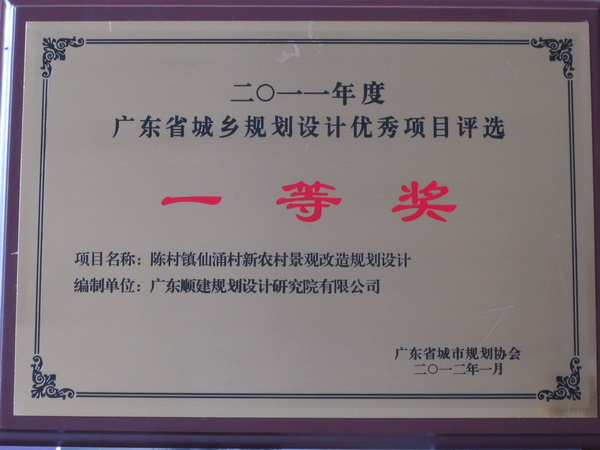 二〇一一年度
广东省城乡规划设计优秀项目评选
一等奖
项目名称：陈村镇仙涌村新农村景观改造规划设计
编制单位：广东顺建规划设计研究院有限公司
广东省城市规划协会
二〇一二年一月